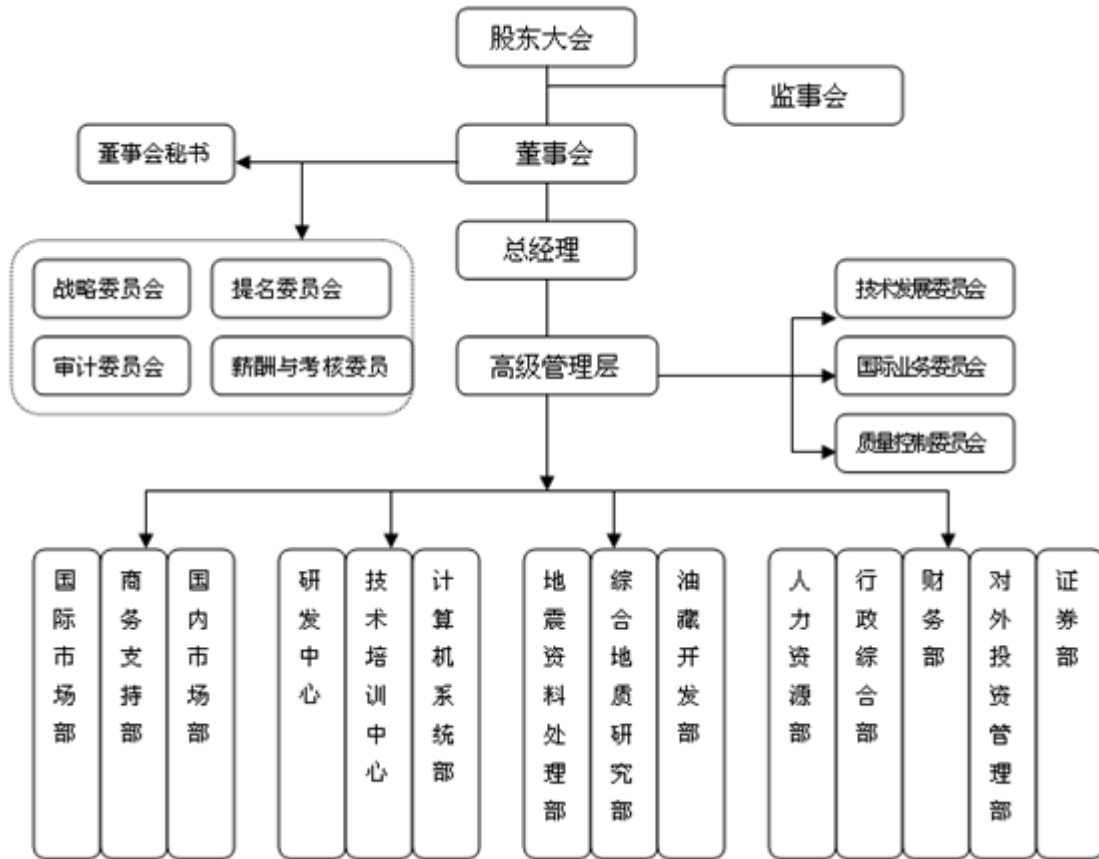 股东大会
监事会
董事会秘书
董事会
总经理
战略委员会
提名委员会
技术发展委员会
审计委员会
薪酬与考核委员
高级管理层
国际业务委员会
质量控制委员会
国际市场部
商务支持部
国内市场部
研发中心
技术培训中心
计算机系统部
地震资料处理部
综合地质研究部
油藏开发部
人力资源部
行政综合部
财务部
对外投资管理部
证券部